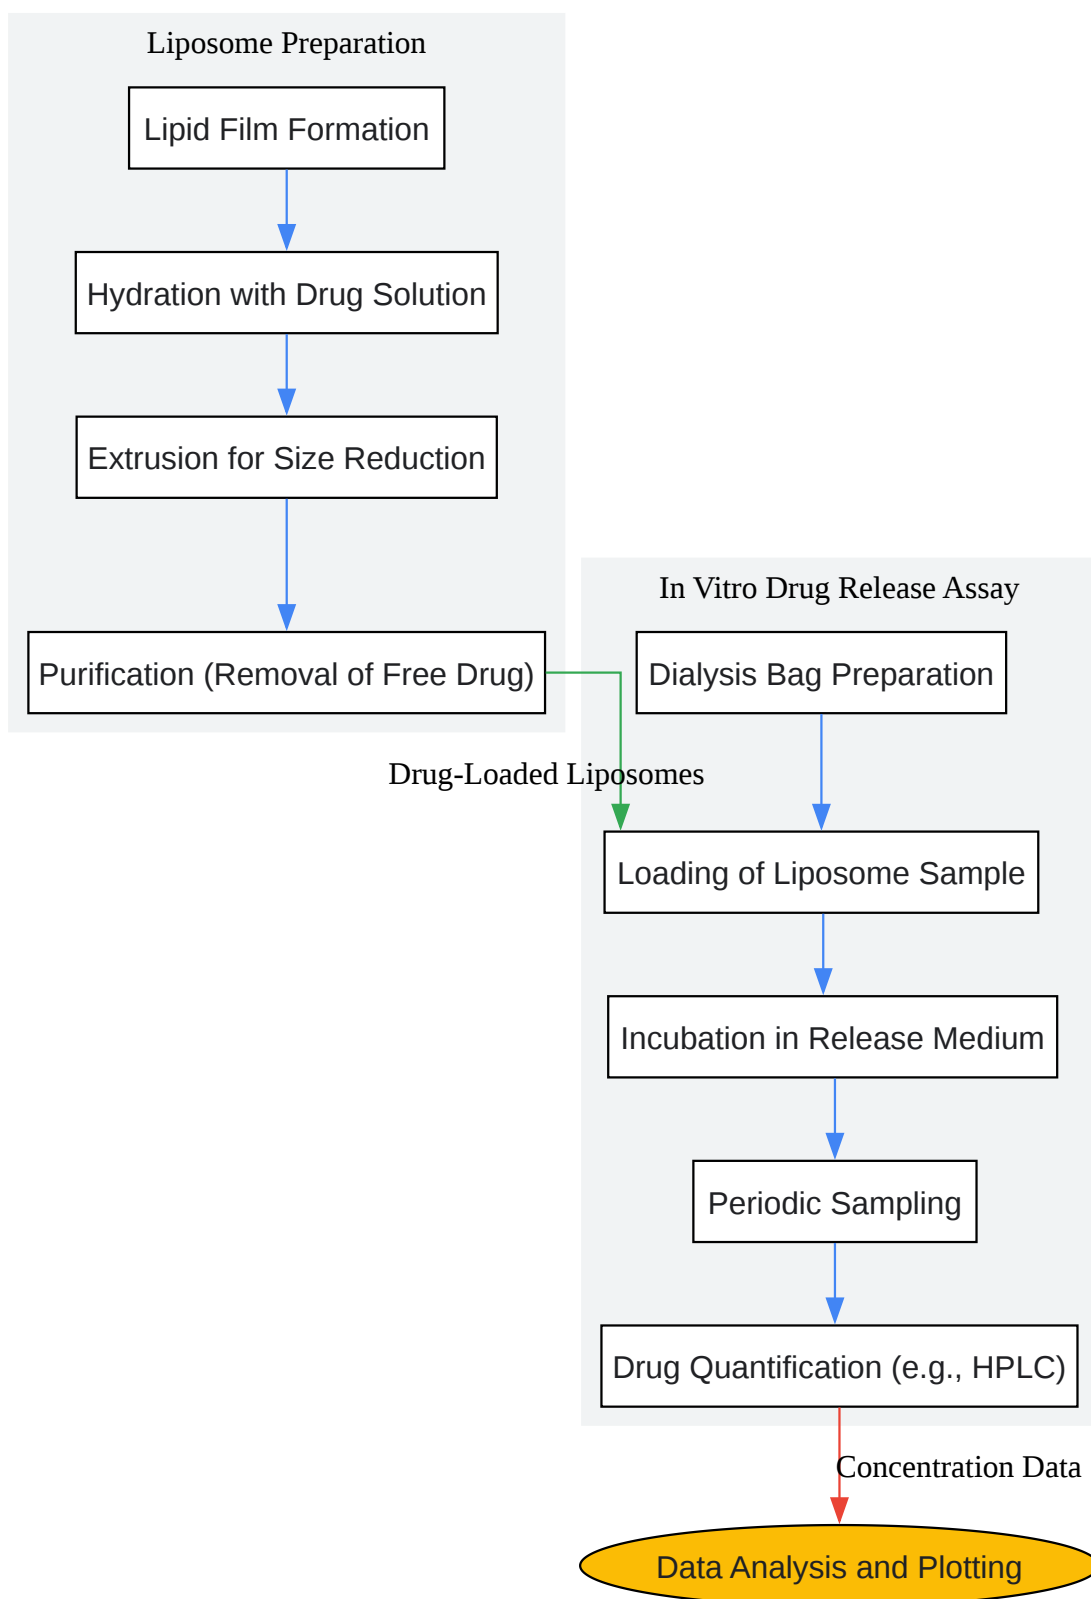 Liposome Preparation
Lipid Film Formation
Hydration with Drug Solution
Extrusion for Size Reduction
Purification (Removal of Free Drug)
Drug-Loaded Liposomes
In Vitro Drug Release Assay
Dialysis Bag Preparation
Loading of Liposome Sample
Incubation in Release Medium
Periodic Sampling
Drug Quantification (e.g., HPLC)
Concentration Data
Data Analysis and Plotting